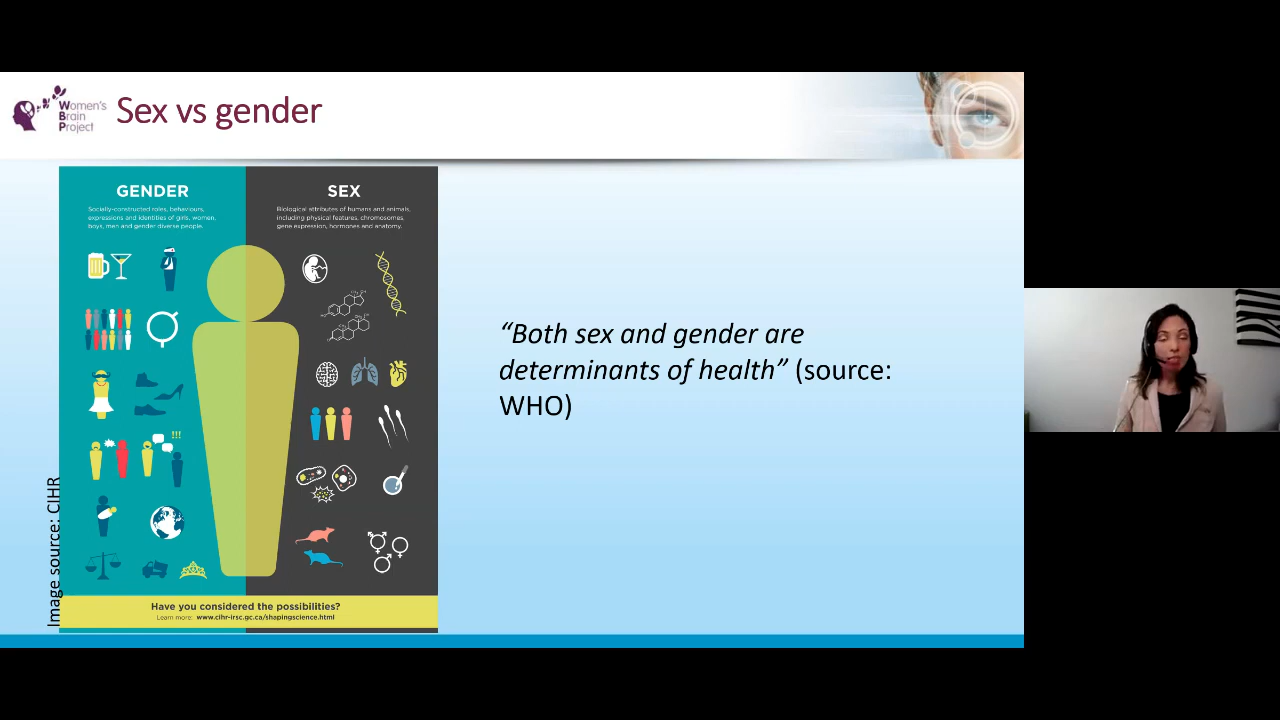 Women's
Brain
Project
Sex vs gender
GENDER
Socially-constructed roles, behaviours,
expressions and identities of girls, women,
boys, men and gender diverse people.
SEX
Biological attributes of humans and animals,
including physical features, chromosomes,
gene expression, hormones and anatomy.
!!!
Have you considered the possibilities?
Learn more: www.cihr-irsc.gc.ca/shapingscience.html
Image source: CIHR
“Both sex and gender are
determinants of health” (source:
WHO)